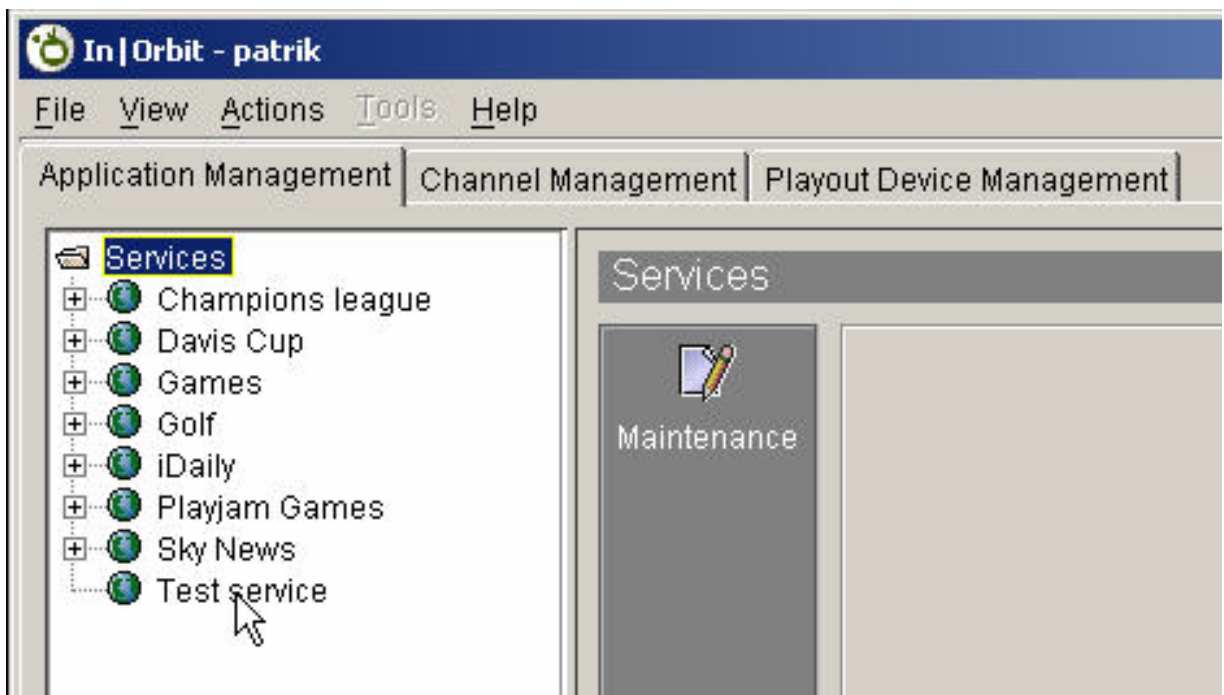 In|Orbit - patrik
File View Actions Tools Help
Application Management Channel Management Playout Device Management
Services
Champions league
Davis Cup
Games
Golf
iDaily
Playjam Games
Sky News
Test service
Services
Maintenance